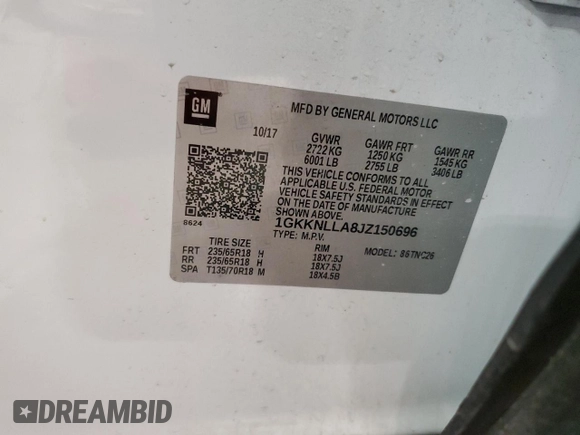 GM
MFD BY GENERAL MOTORS LLC
10/17
GVWR GAWR FRT GAWR RR
2722 KG 1250 KG 1545 KG
6001 LB 2755 LB 3406 LB
THIS VEHICLE CONFORMS TO ALL
APPLICABLE U.S. FEDERAL MOTOR
VEHICLE SAFETY STANDARDS IN EFFECT
ON THE DATE OF MANUFACTURE
SHOWN ABOVE.
8624
1GKKNLLA8JZ150696
TYPE: M.P.V. MODEL:
TIRE SIZE RIM
FRT 235/65R18 H 18X7.5J
RR 235/65R18 H 18X7.5J
SPA T135/70R18 M 18X4.5B
DREAMBID